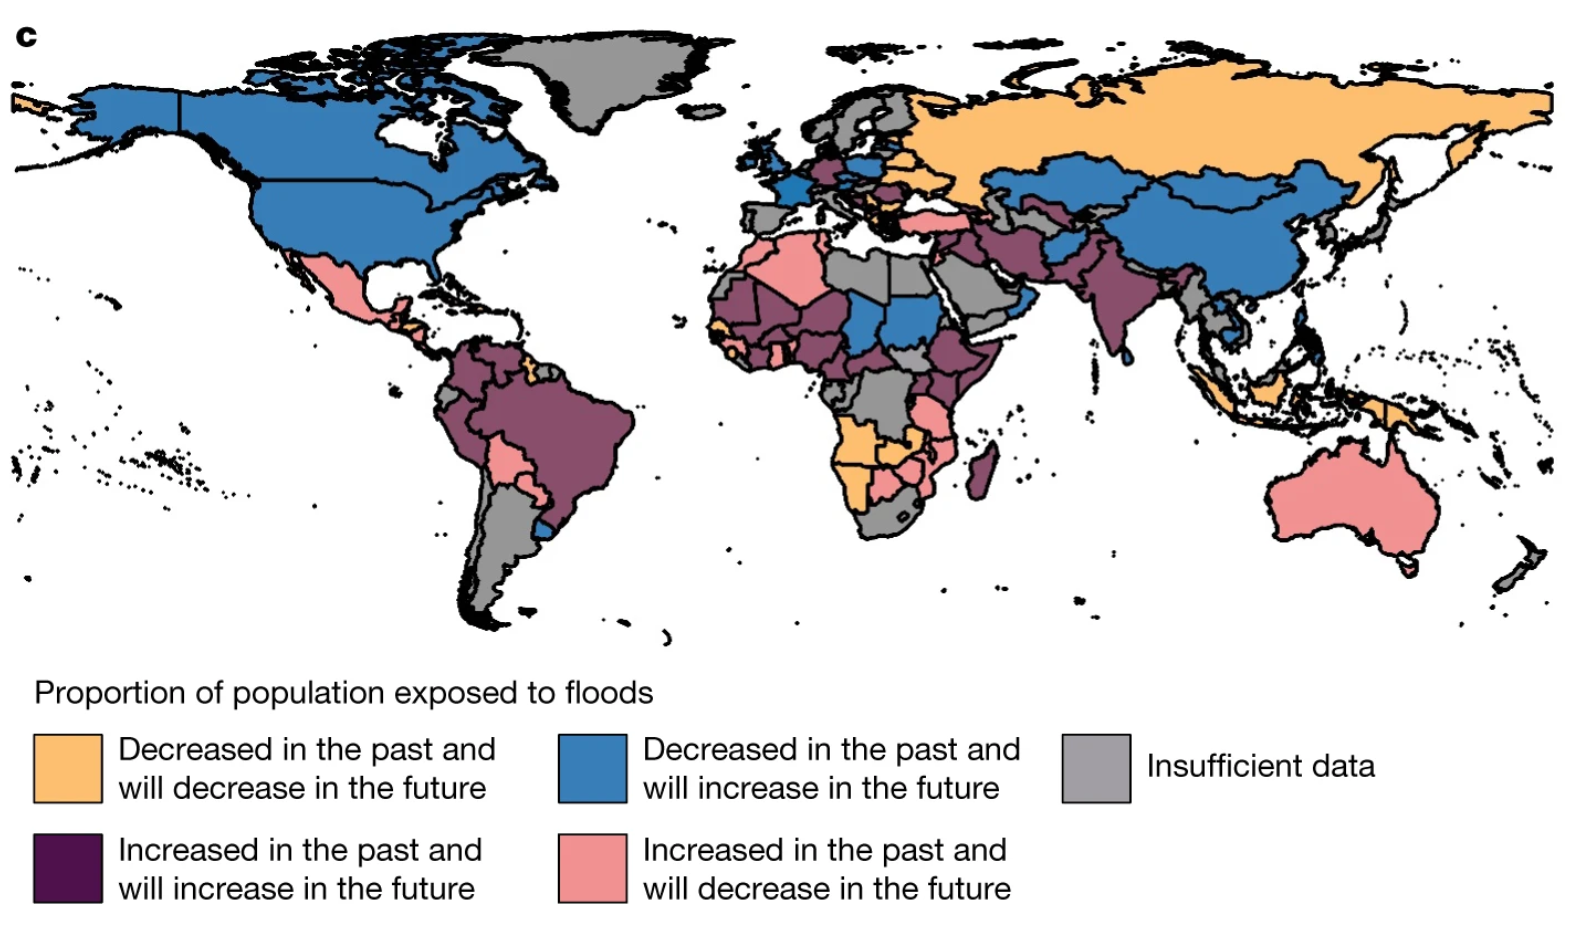 c
Proportion of population exposed to floods
Decreased in the past and
will decrease in the future
Decreased in the past and
will increase in the future
Insufficient data
Increased in the past and
will increase in the future
Increased in the past and
will decrease in the future